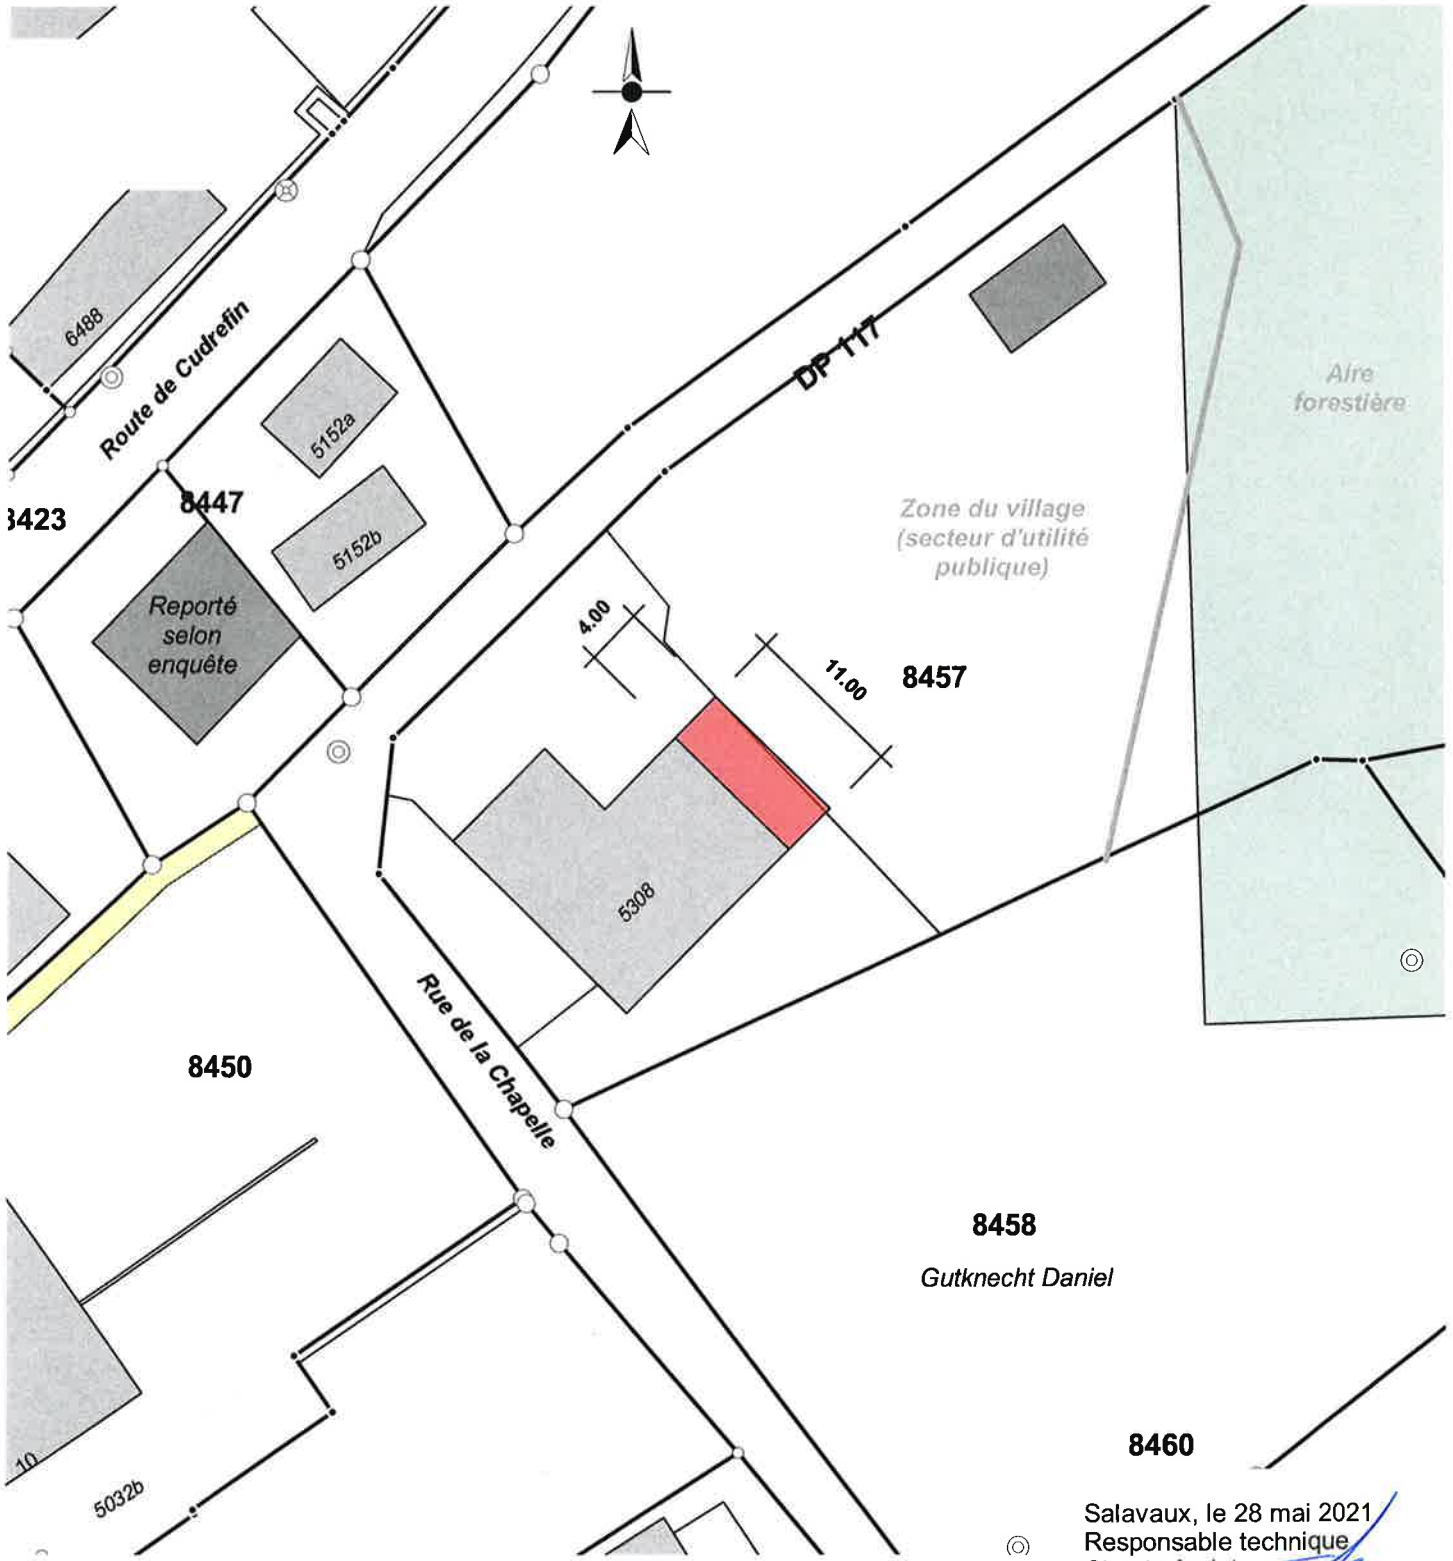 6488
Route de Cudrefin
5152a
DP 117
Aire
forestière
8447
5152b
Zone du village
(secteur d'utilité
publique)
Reporté
selon
enquête
4.00
11.00
8457
5308
Rue de la Chapelle
8450
8458
Gutknecht Daniel
8460
10
5032b
Salavaux, le 28 mai 2021
Responsable technique